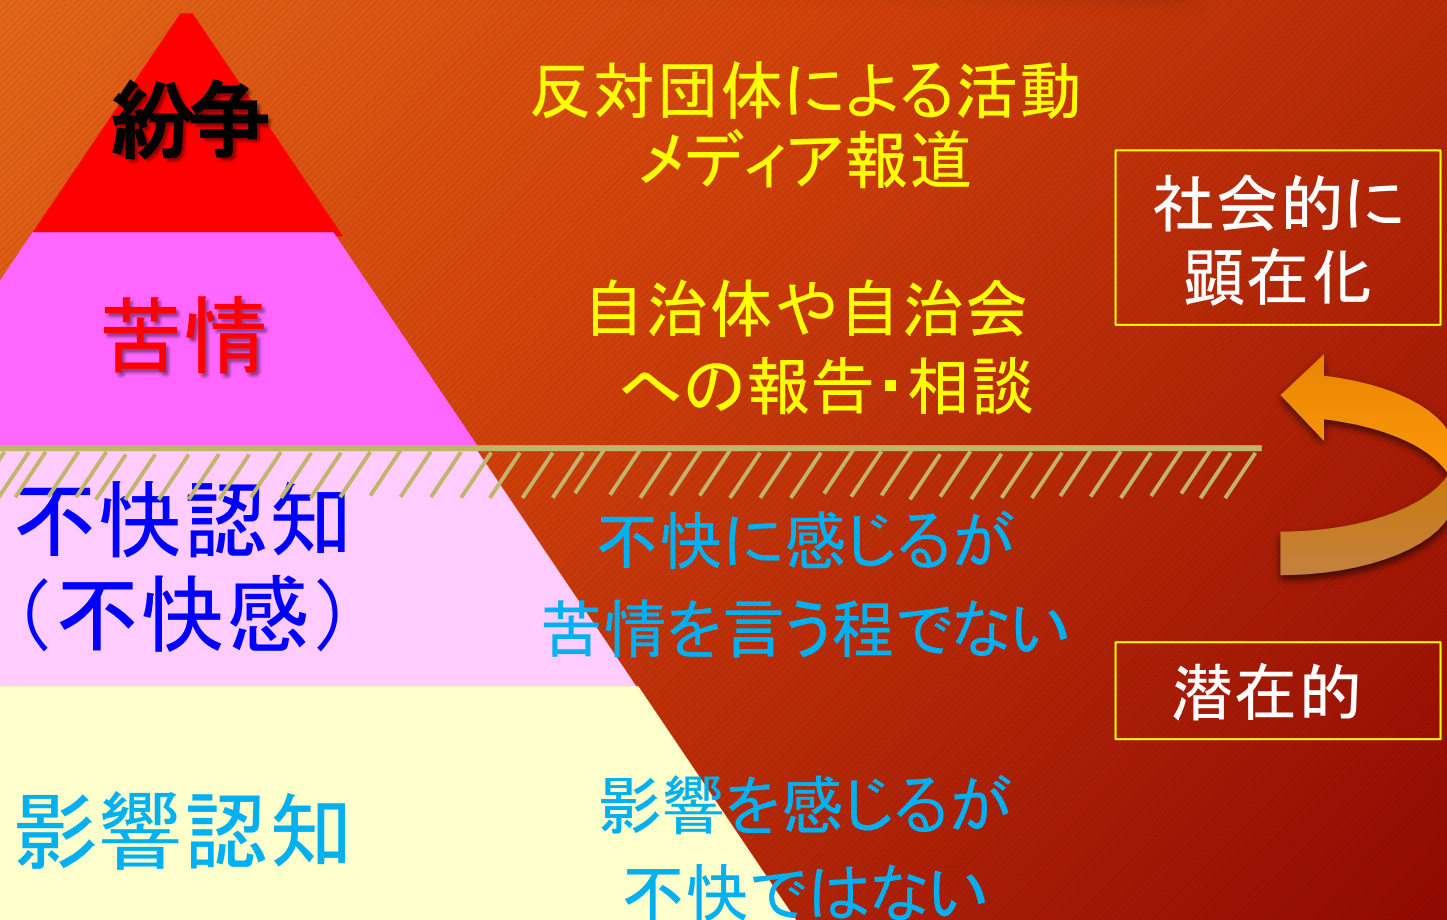 紛争
反対団体による活動
メディア報道
社会的に
顕在化
苦情
自治体や自治会
への報告・相談
不快認知
（不快感）
不快に感じるが
苦情を言う程でない
潜在的
影響認知
影響を感じるが
不快ではない